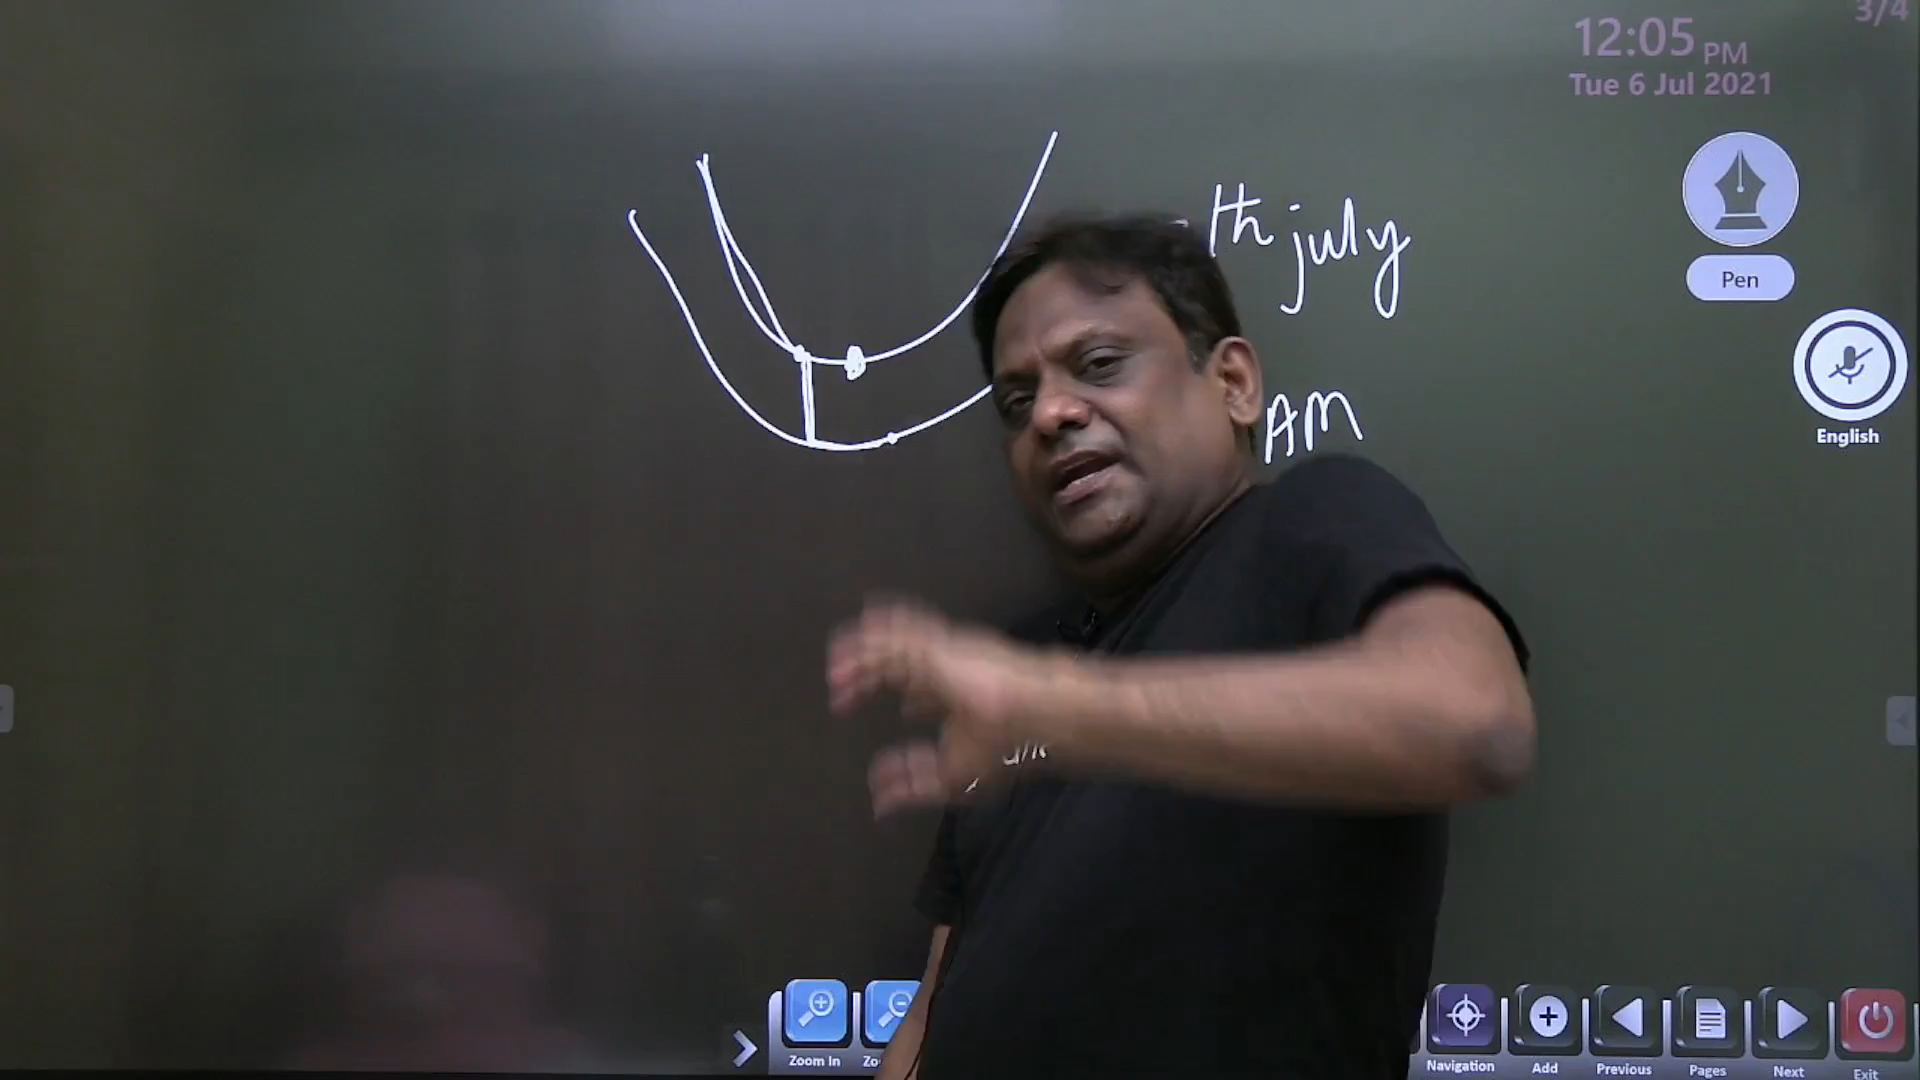 3/4
12:05 PM
Tue 6 Jul 2021
th july
Pen
AM
English
Zoom In
Navigation
Add
Previous
Pages
Next
Exit